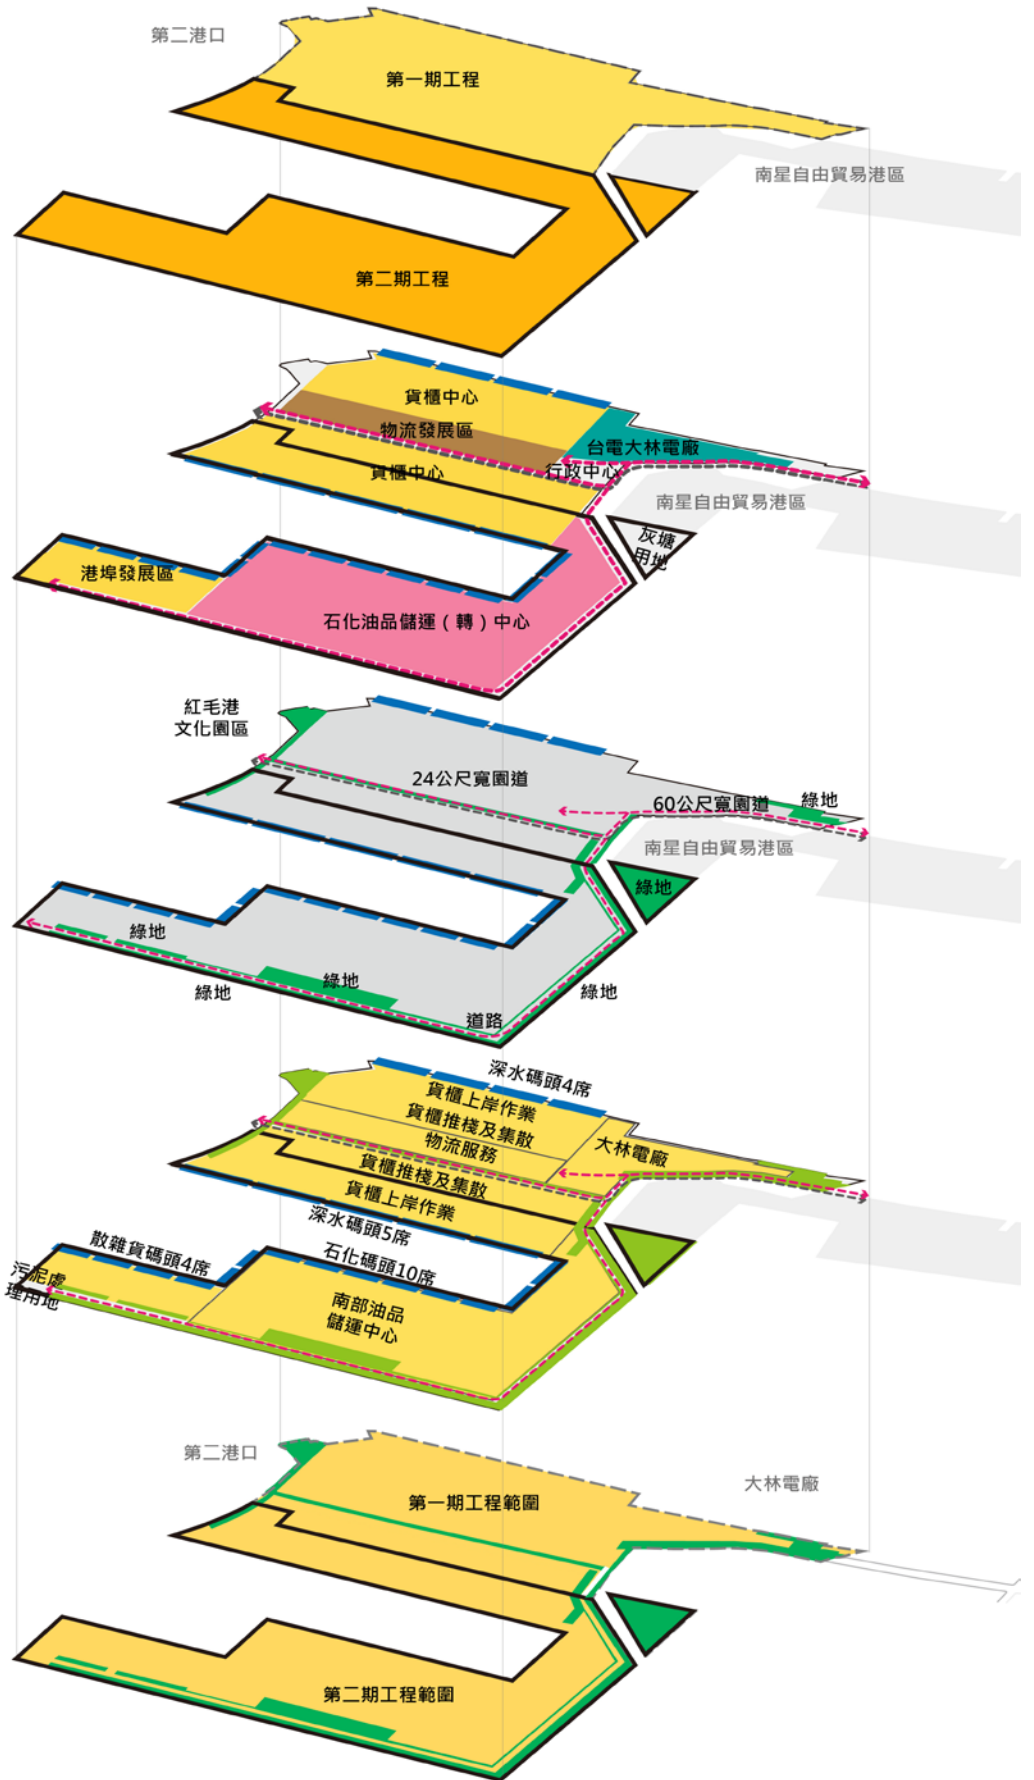 第二港口
第一期工程
南星自由貿易港區
第二期工程
貨櫃中心
物流發展區
台電大林電廠
行政中心
貨櫃中心
南星自由貿易港區
灰塘
用地
港埠發展區
石化油品儲運（轉）中心
紅毛港
文化園區
24公尺寬園道
60公尺寬園道
綠地
南星自由貿易港區
綠地
綠地
綠地
綠地
綠地
道路
深水碼頭4席
貨櫃上岸作業
貨櫃推棧及集散
物流服務
大林電廠
貨櫃推棧及集散
貨櫃上岸作業
深水碼頭5席
散雜貨碼頭4席
石化碼頭10席
污泥處
理用地
南部油品
儲運中心
第二港口
大林電廠
第一期工程範圍
第二期工程範圍